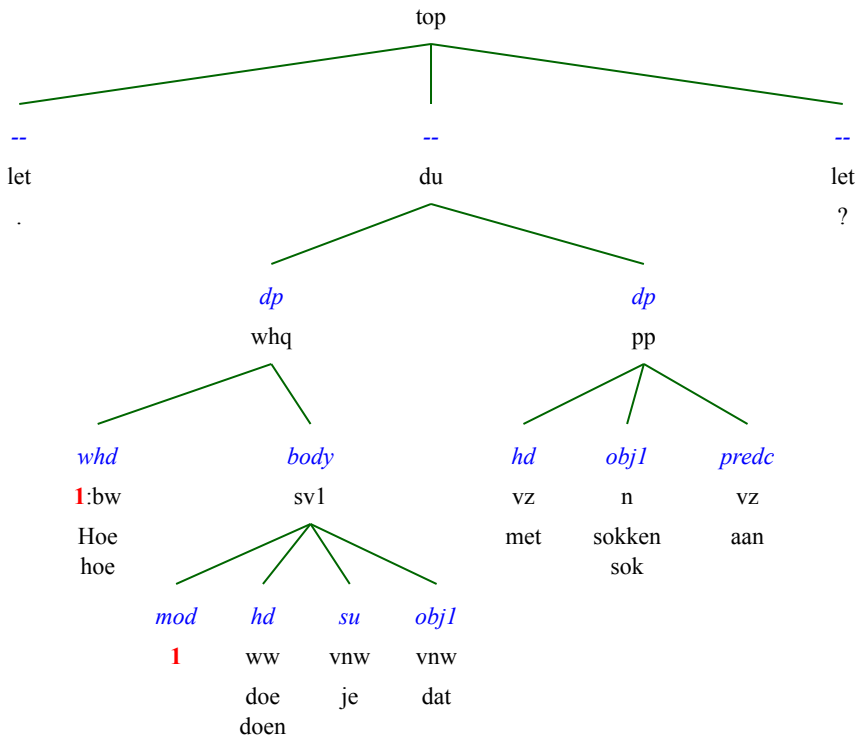 top
-- -- --
let du let
. ?
dp dp
whq pp
whd body hd obj1 predc
1:bw sv1 vz n vz
Hoe met sokken aan
hoe sok
mod hd su obj1
1 ww vnw vnw
doe je dat
doen